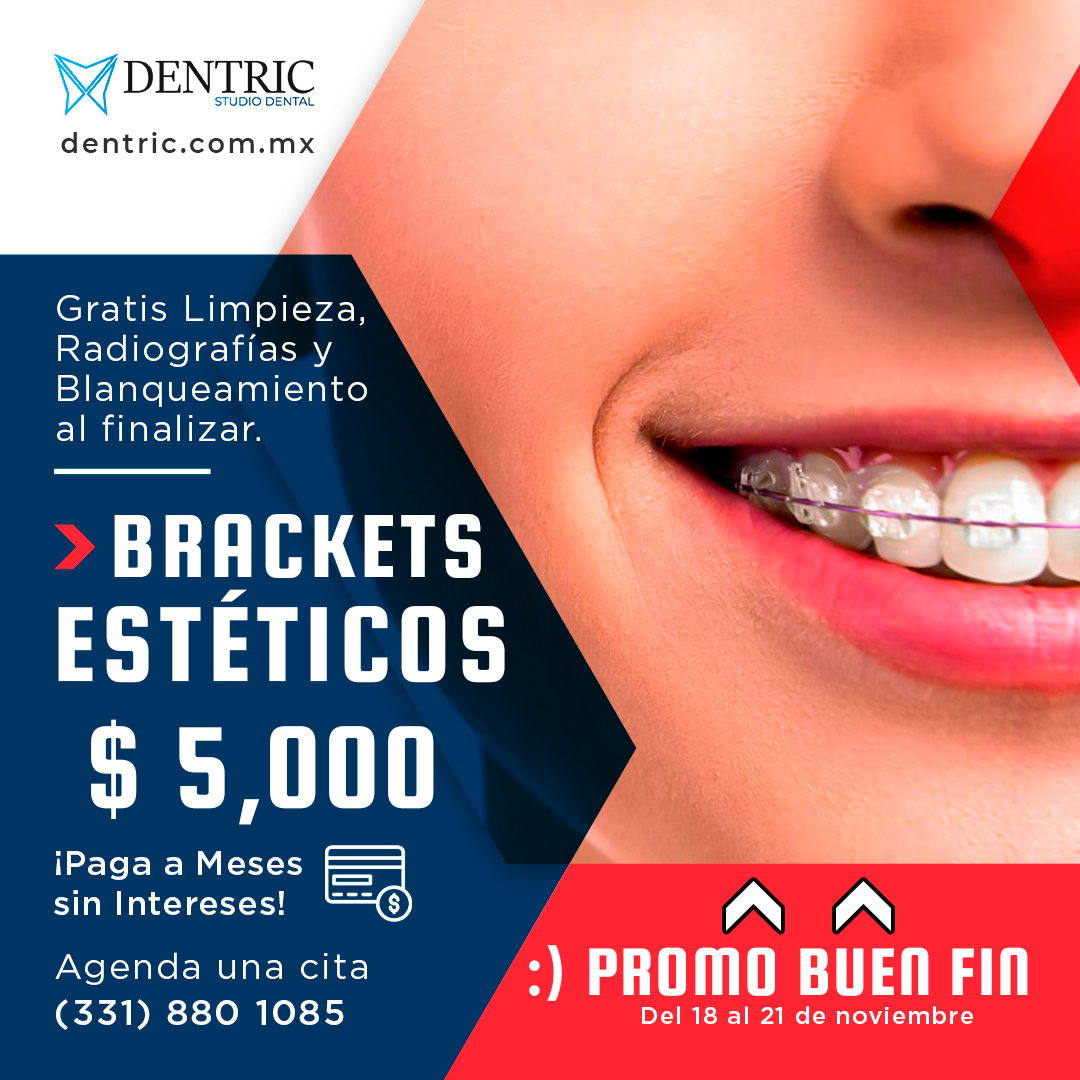 DENTRIC
STUDIO DENTAL
dentric.com.mx
Gratis Limpieza,
Radiografías y
Blanqueamiento
al finalizar.
BRACKETS
ESTÉTICOS
$ 5,000
¡Paga a Meses
sin Intereses!
$
Agenda una cita
(331) 880 1085
:) PROMO BUEN FIN
Del 18 al 21 de noviembre